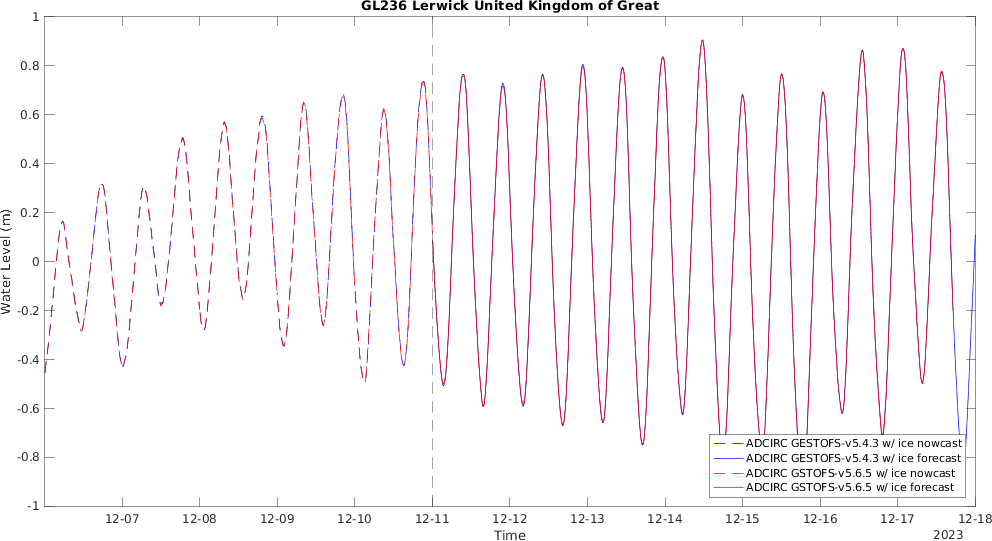 GL236 Lerwick United Kingdom of Great
1
0.8
0.6
0.4
0.2
0
-0.2
-0.4
-0.6
-0.8
-1
Water Level (m)
12-07 12-08 12-09 12-10 12-11 12-12 12-13 12-14 12-15 12-16 12-17 12-18
Time
2023
ADCIRC GESTOFS-v5.4.3 w/ ice nowcast
ADCIRC GESTOFS-v5.4.3 w/ ice forecast
ADCIRC GSTOFS-v5.6.5 w/ ice nowcast
ADCIRC GSTOFS-v5.6.5 w/ ice forecast